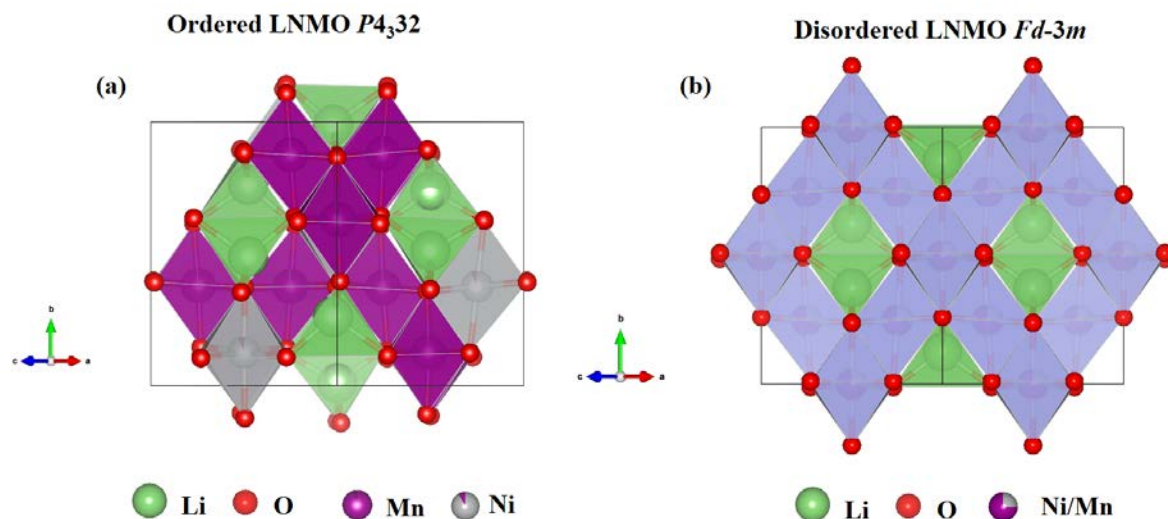 Ordered LNMO P4₃32
Disordered LNMO Fd-3m
(a)
(b)
b
c
a
b
c
a
Li
O
Mn
Ni
Li
O
Ni/Mn